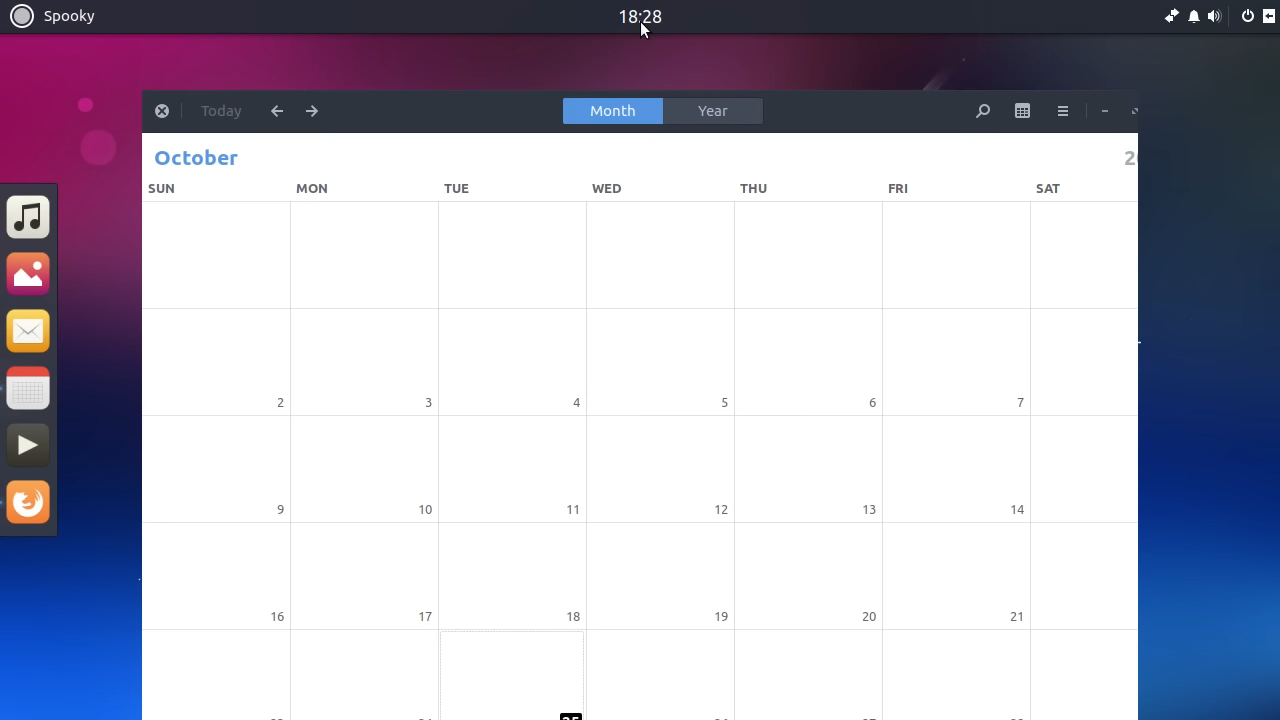 Spooky 18:28
Today Month Year
October
SUN MON TUE WED THU FRI SAT
2 3 4 5 6 7
9 10 11 12 13 14
16 17 18 19 20 21
25